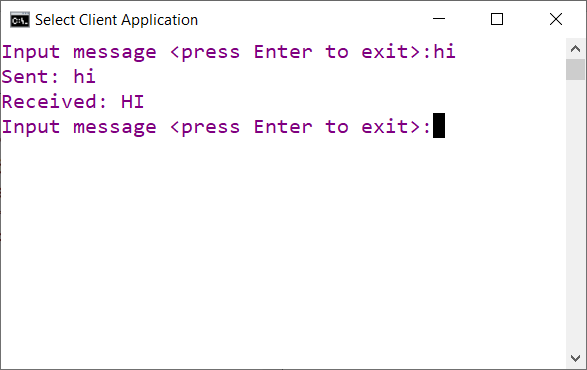 Select Client Application
Input message <press Enter to exit>:hi
Sent: hi
Received: HI
Input message <press Enter to exit>: